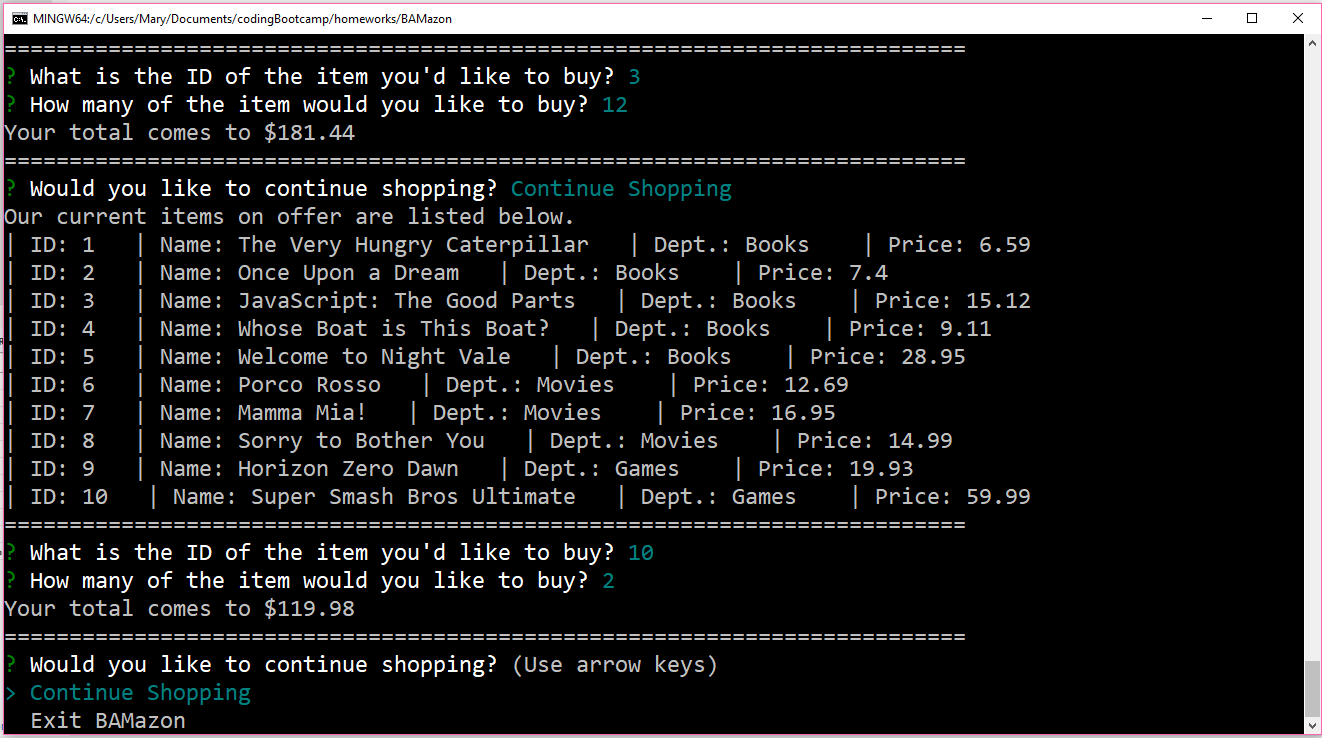 MINGW64:/c/Users/Mary/Documents/codingBootcamp/homeworks/BAMazon
==========================================================================
? What is the ID of the item you'd like to buy? 3
? How many of the item would you like to buy? 12
Your total comes to $181.44
==========================================================================
? Would you like to continue shopping? Continue Shopping
Our current items on offer are listed below.
| ID: 1   | Name: The Very Hungry Caterpillar   | Dept.: Books    | Price: 6.59
| ID: 2   | Name: Once Upon a Dream   | Dept.: Books    | Price: 7.4
| ID: 3   | Name: JavaScript: The Good Parts   | Dept.: Books    | Price: 15.12
| ID: 4   | Name: Whose Boat is This Boat?   | Dept.: Books    | Price: 9.11
| ID: 5   | Name: Welcome to Night Vale   | Dept.: Books    | Price: 28.95
| ID: 6   | Name: Porco Rosso   | Dept.: Movies    | Price: 12.69
| ID: 7   | Name: Mamma Mia!   | Dept.: Movies    | Price: 16.95
| ID: 8   | Name: Sorry to Bother You   | Dept.: Movies    | Price: 14.99
| ID: 9   | Name: Horizon Zero Dawn   | Dept.: Games    | Price: 19.93
| ID: 10   | Name: Super Smash Bros Ultimate   | Dept.: Games    | Price: 59.99
==========================================================================
? What is the ID of the item you'd like to buy? 10
? How many of the item would you like to buy? 2
Your total comes to $119.98
==========================================================================
? Would you like to continue shopping? (Use arrow keys)
> Continue Shopping
  Exit BAMazon